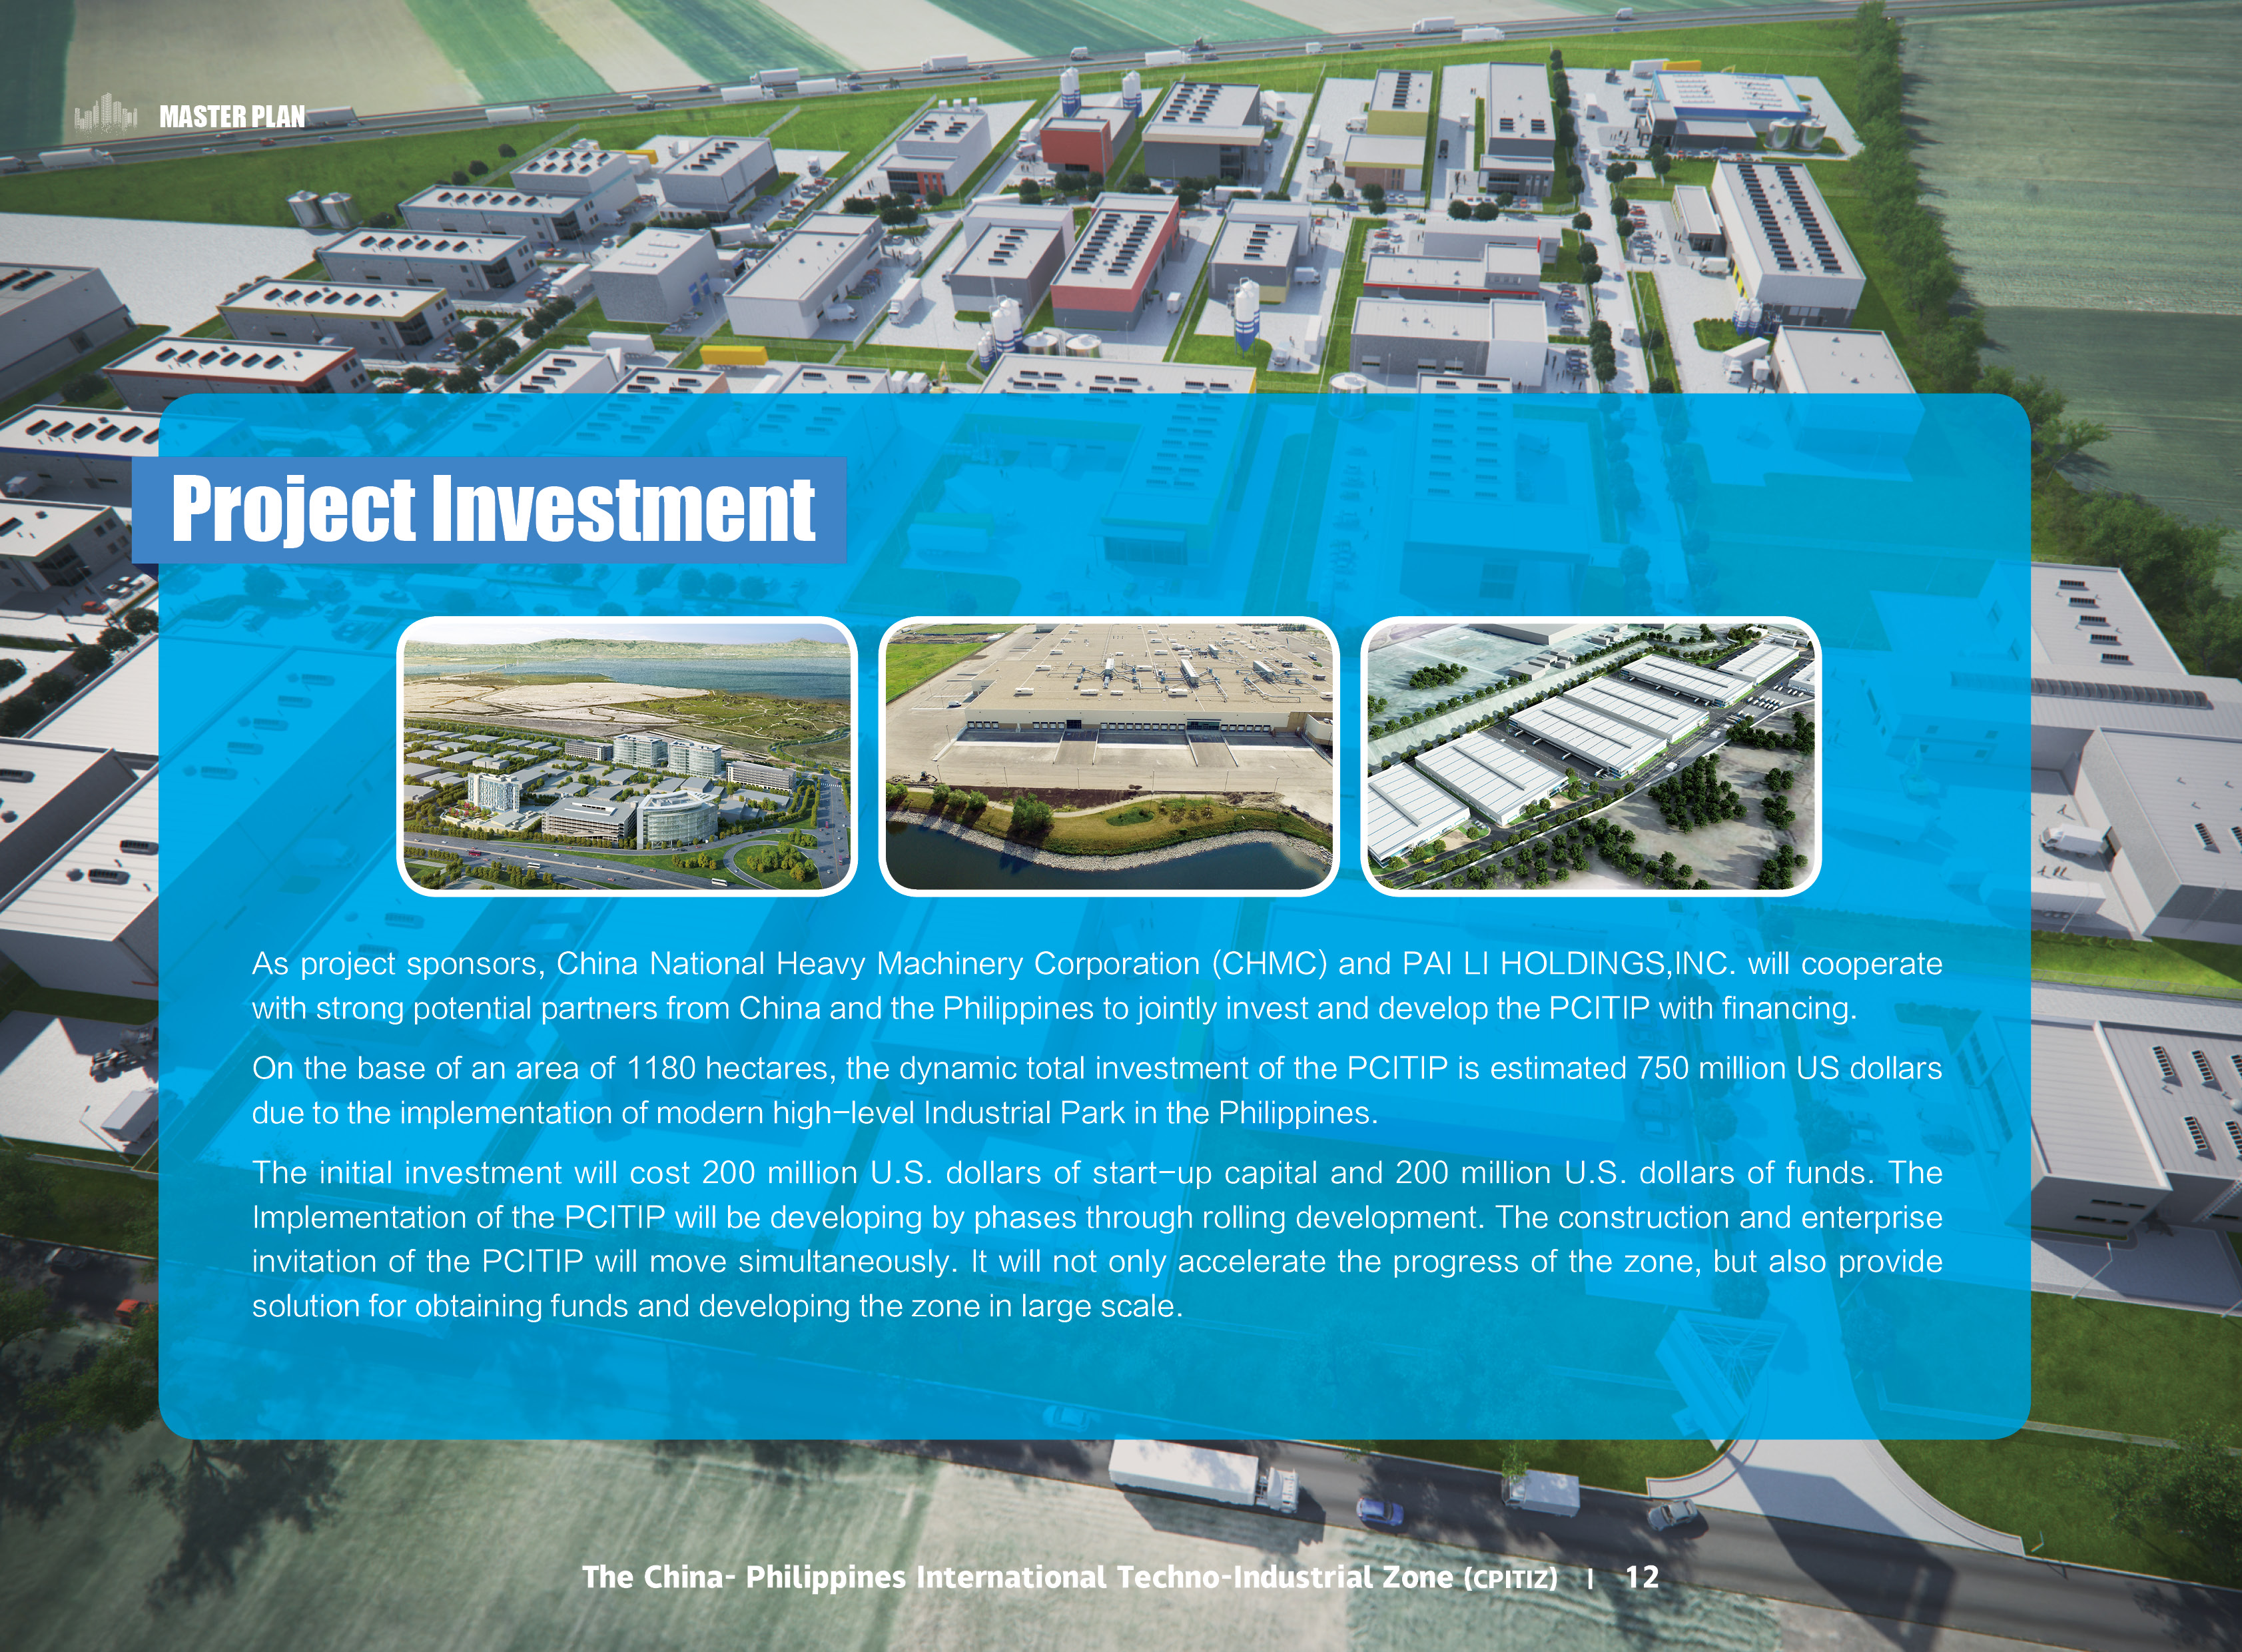 MASTER PLAN
Project Investment
As project sponsors, China National Heavy Machinery Corporation (CHMC) and PAI LI HOLDINGS,INC. will cooperate
with strong potential partners from China and the Philippines to jointly invest and develop the PCITIP with financing.
On the base of an area of 1180 hectares, the dynamic total investment of the PCITIP is estimated 750 million US dollars
due to the implementation of modern high-level Industrial Park in the Philippines.
The initial investment will cost 200 million U.S. dollars of start-up capital and 200 million U.S. dollars of funds. The
Implementation of the PCITIP will be developing by phases through rolling development. The construction and enterprise
invitation of the PCITIP will move simultaneously. It will not only accelerate the progress of the zone, but also provide
solution for obtaining funds and developing the zone in large scale.
The China- Philippines International Techno-Industrial Zone (CPITIZ) | 12